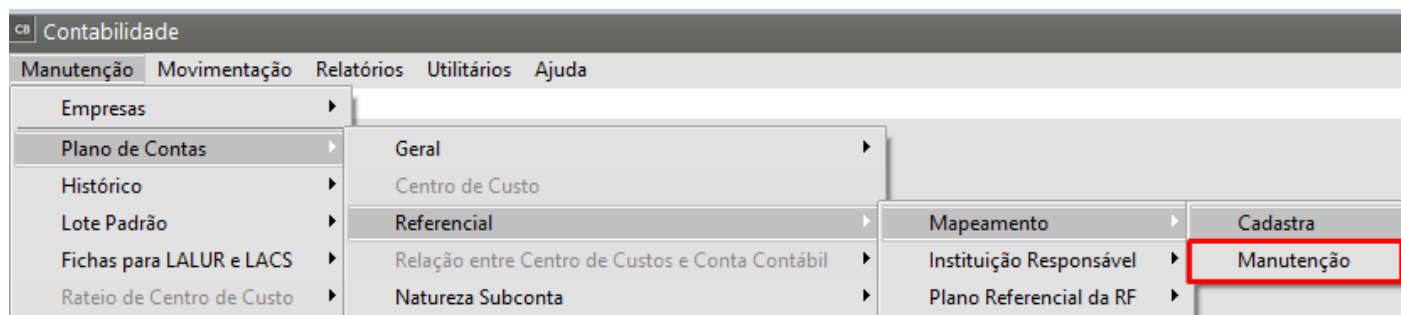 CB Contabilidade
Manutenção Movimentação Relatórios Utilitários Ajuda
Empresas
Plano de Contas Geral
Histórico Centro de Custo
Lote Padrão Referencial Mapeamento Cadastra
Fichas para LALUR e LACS Relação entre Centro de Custos e Conta Contábil Instituição Responsável Manutenção
Rateio de Centro de Custo Natureza Subconta Plano Referencial da RF